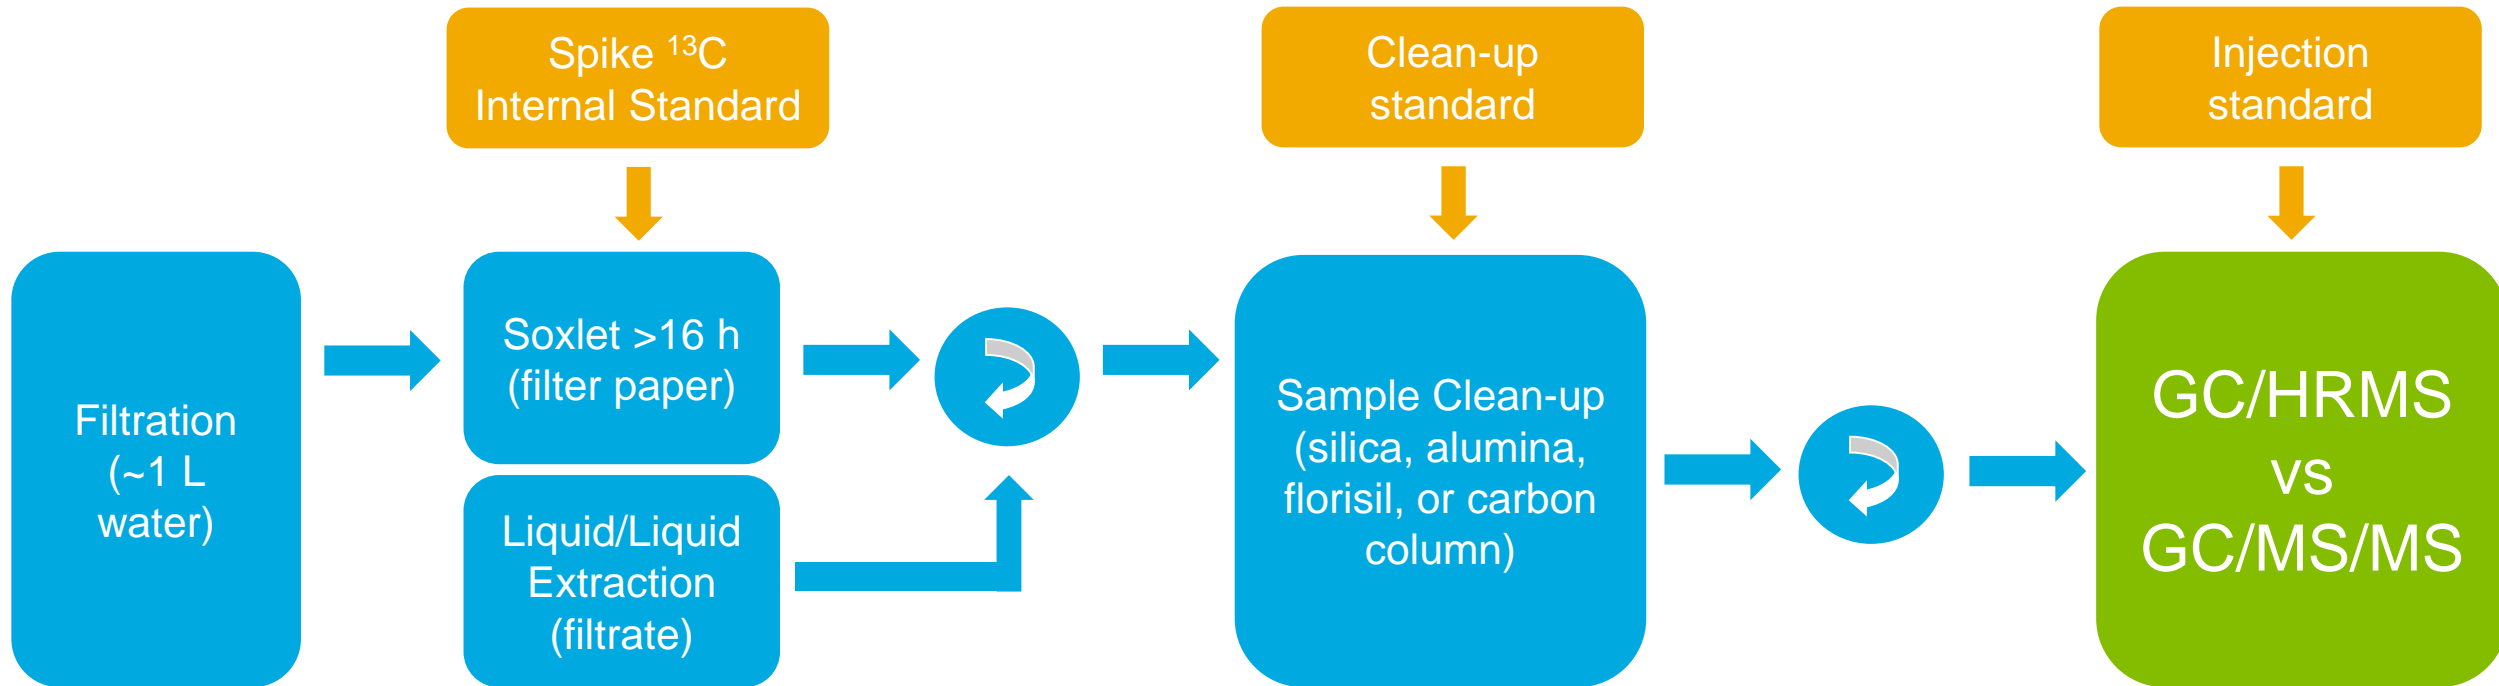 Spike ¹³C
Internal Standard
Clean-up
standard
Injection
standard
Filtration
(~1 L
water)
Soxlet >16 h
(filter paper)
Liquid/Liquid
Extraction
(filtrate)
Sample Clean-up
(silica, alumina,
florisil, or carbon
column)
GC/HRMS
vs
GC/MS/MS